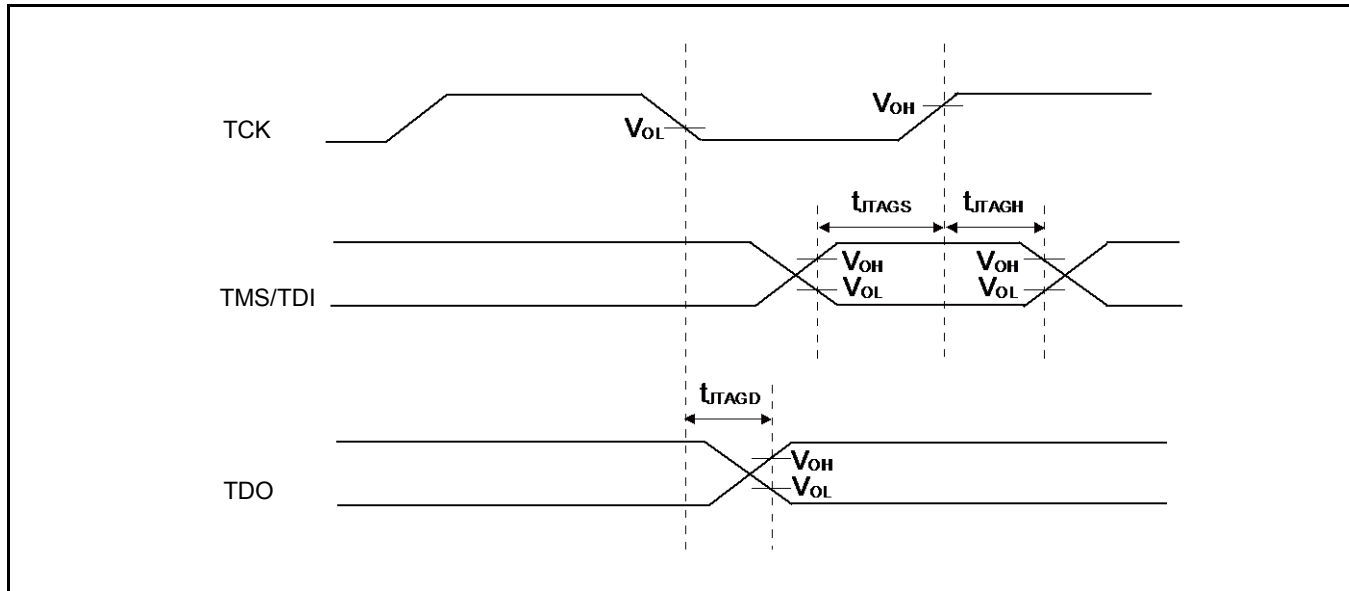 TCK
VOL
VOH
tJTAGS
tJTAGH
TMS/TDI
VOH
VOL
VOH
VOL
tJTAGD
TDO
VOH
VOL